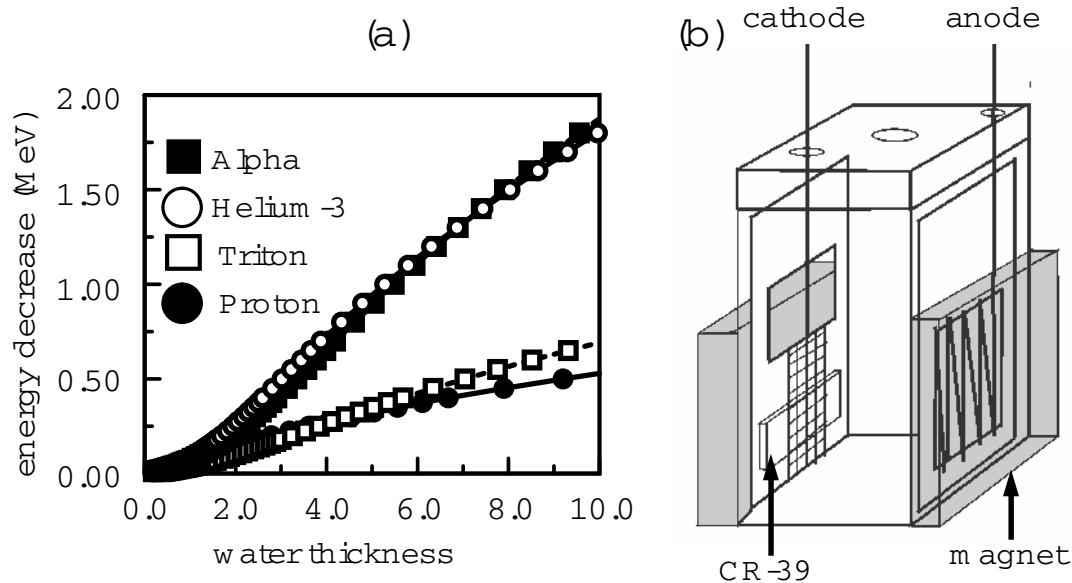 (a)
energy decrease (MeV)
2.00
1.50
1.00
0.50
0.00
Alpha
Helium-3
Triton
Proton
0.0 2.0 4.0 6.0 8.0 10.0
water thickness
(b)
cathode anode
CR-39
magnet